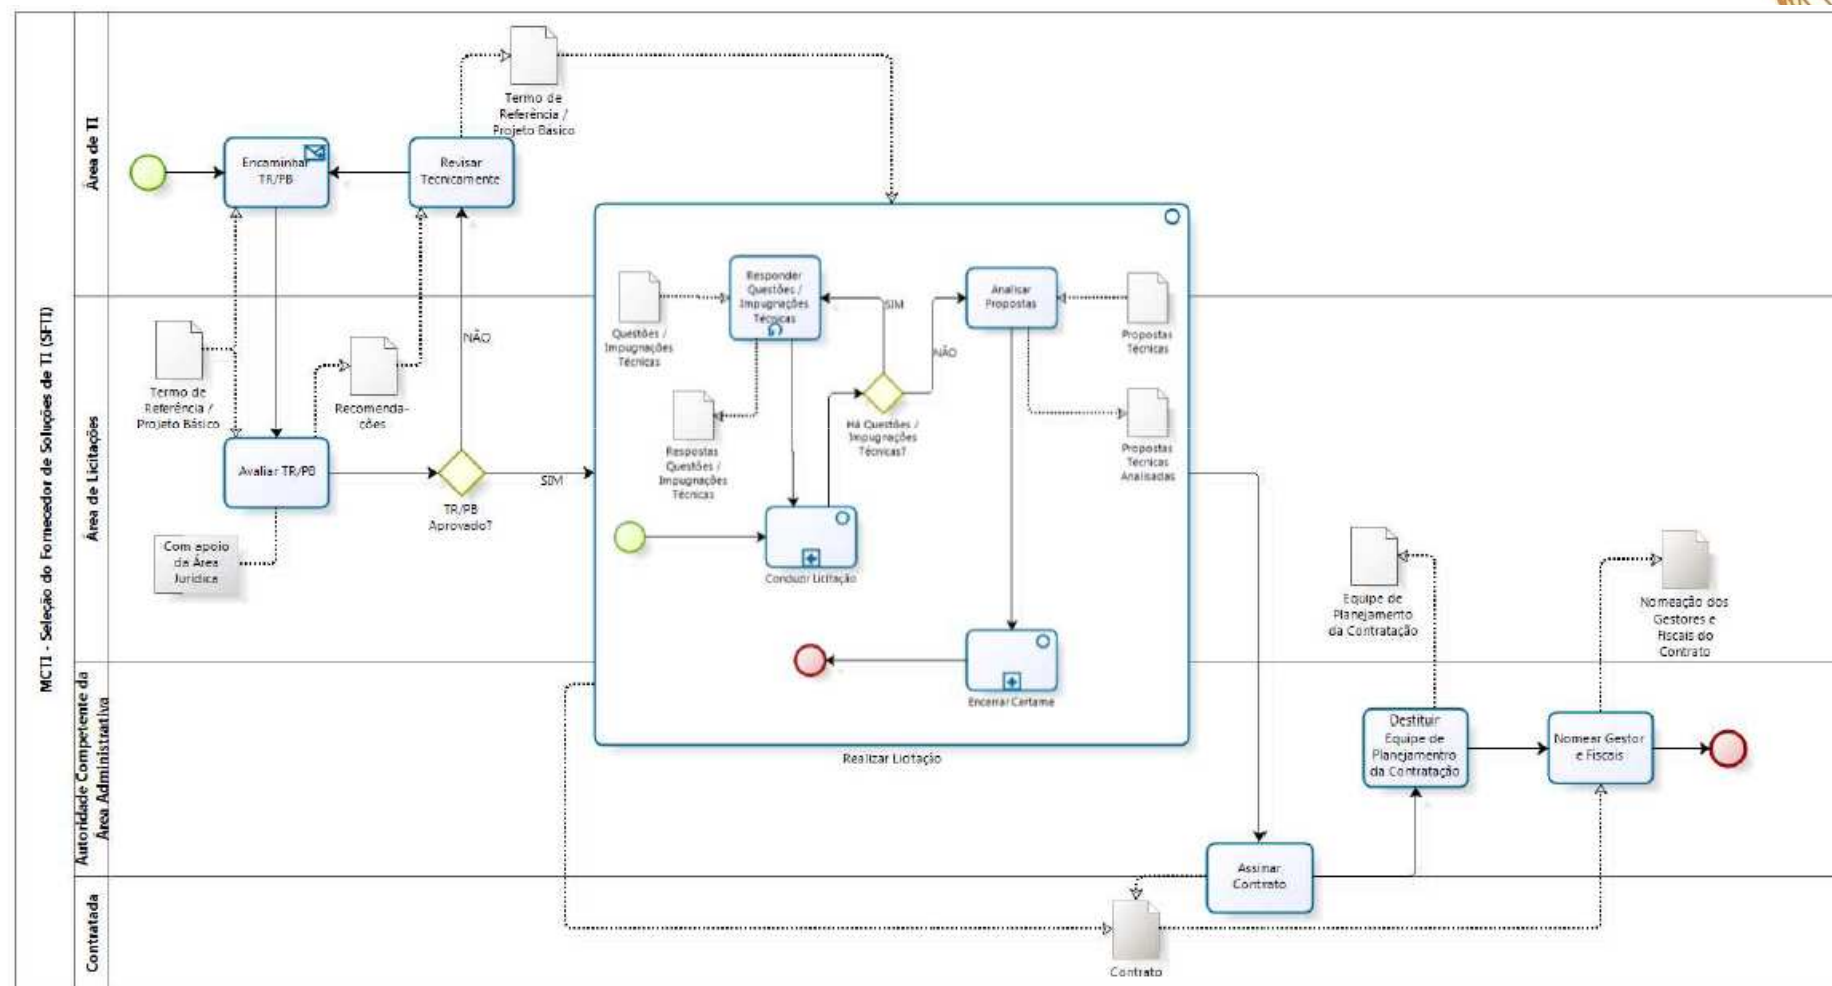 MCTI - Seleção do Fornecedor de Soluções de TI (SFTI)
Área de TI
Termo de
Referência /
Projeto Básico
Encaminhar
TR/PB
Revisar
Tecnicamente
Área de Licitações
Termo de
Referência /
Projeto Básico
Recomenda-
ções
NÃO
Avaliar TR/PB
TR/PB
Aprovado?
SIM
Com apoio
da Área
Jurídica
Questões /
Impugnações
Técnicas
Responder
Questões /
Impugnações
Técnicas
SIM
NÃO
Analisar
Propostas
Propostas
Técnicas
Respostas
Questões /
Impugnações
Técnicas
Há Questões /
Impugnações
Técnicas?
Propostas
Técnicas
Analisadas
Conduzir Licitação
Encerrar Certame
Realizar Licitação
Equipe de
Planejamento
da Contratação
Nomeação dos
Gestores e
Fiscais do
Contrato
Autoridade Competente da
Área Administrativa
Destituir
Equipe de
Planejamento
da Contratação
Nomear Gestor
e Fiscais
Assinar
Contrato
Contratada
Contrato